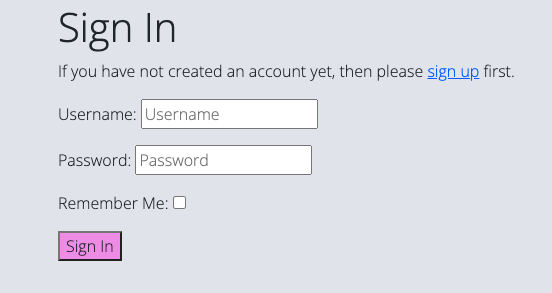 Sign In
If you have not created an account yet, then please sign up first.
Username: Username
Password: Password
Remember Me:
Sign In